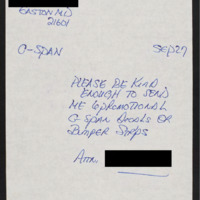 EASTON MD
21601
C-SPAN SEP 27
PLEASE BE KIND
ENOUGH TO SEND
ME PROMOTIONAL
C-SPAN DECALS OR
BUMPER STRIPS
ATTN.